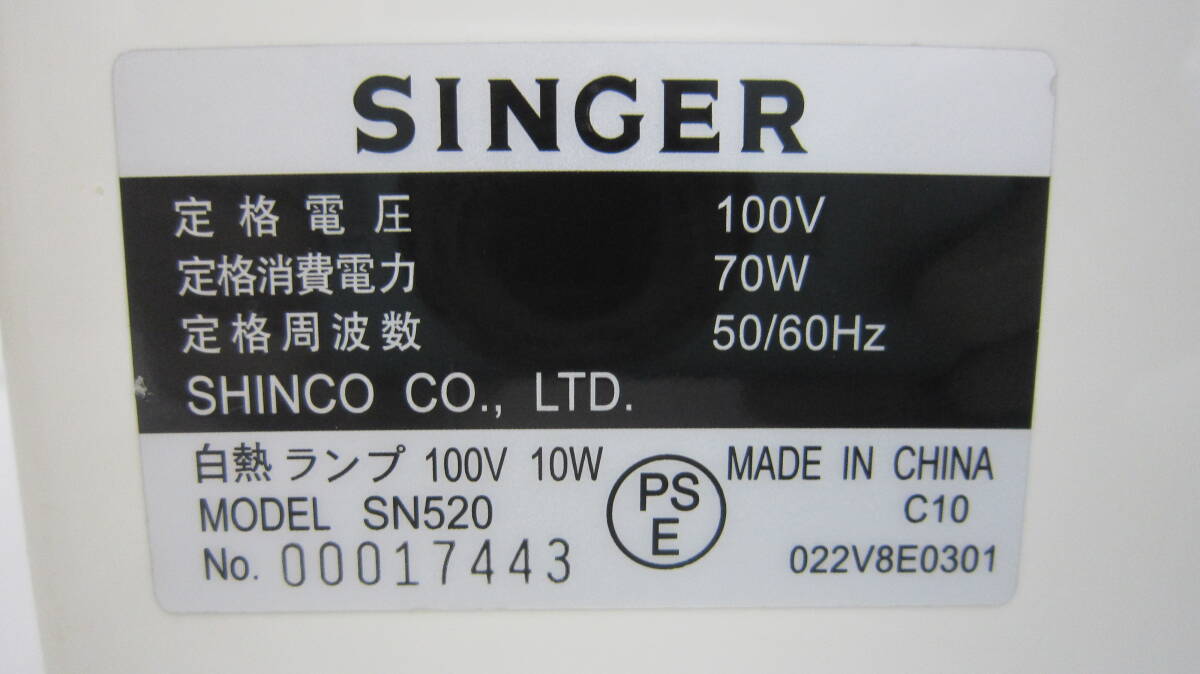 SINGER
定格電圧 100V
定格消費電力 70W
定格周波数 50/60Hz
SHINCO CO., LTD.
白熱ランプ 100V 10W
MODEL SN520
No. 00017443
PS
E
MADE IN CHINA
C10
022V8E0301